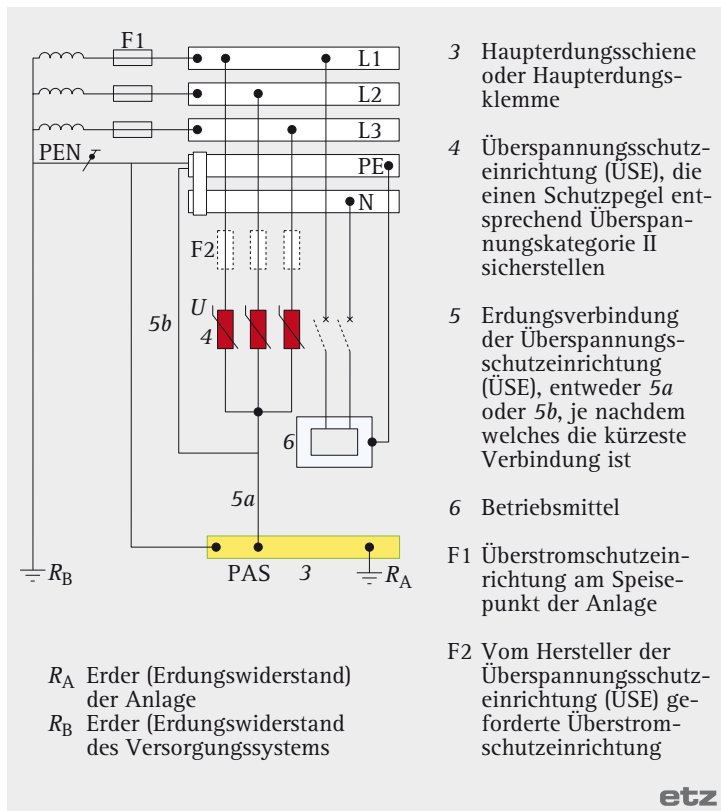 F1
L1
L2
L3
PEN
PE
N
F2
U
4
5b
6
5a
PAS 3
RB
RA
RA Erder (Erdungswiderstand)
der Anlage
RB Erder (Erdungswiderstand
des Versorgungssystems
3 Haupterdungsschiene
oder Haupterdungs-
klemme
4 Überspannungsschutz-
einrichtung (ÜSE), die
einen Schutzpegel ent-
sprechend Überspan-
nungskategorie II
sicherstellen
5 Erdungsverbindung
der Überspannungs-
schutzeinrichtung
(ÜSE), entweder 5a
oder 5b, je nachdem
welches die kürzeste
Verbindung ist
6 Betriebsmittel
F1 Überstromschutzein-
richtung am Speise-
punkt der Anlage
F2 Vom Hersteller der
Überspannungsschutz-
einrichtung (ÜSE) ge-
forderte Überstrom-
schutzeinrichtung
etz